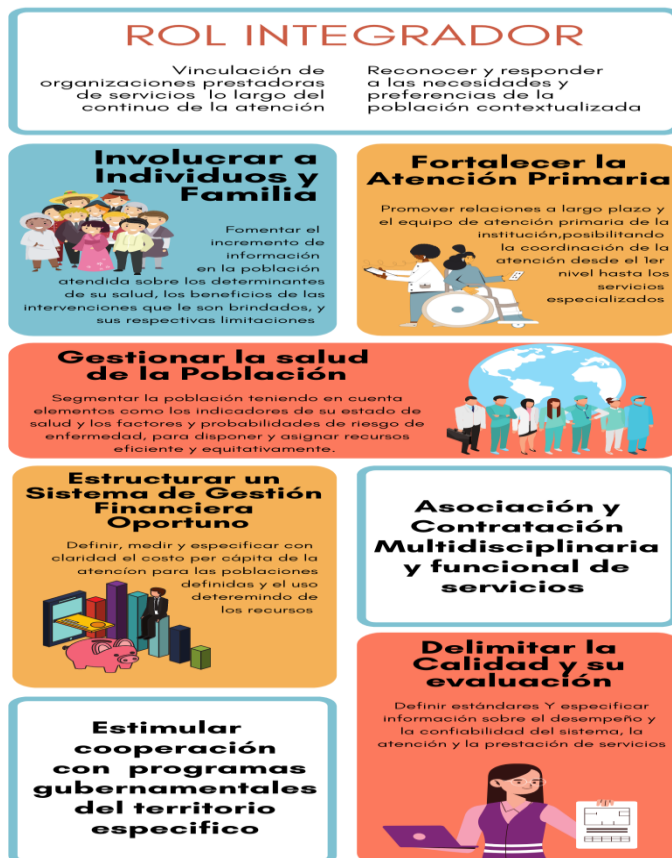 ROL INTEGRADOR
Vinculación de
organizaciones prestadoras
de servicios lo largo del
continuo de la atención
Reconocer y responder
a las necesidades y
preferencias de la
población contextualizada
Involucrar a
Individuos y
Familia
Fomentar el
incremento de
información
en la población
atendida sobre los determinantes
de su salud, los beneficios de las
intervenciones que le son brindados, y
sus respectivas limitaciones
Fortalecer la
Atención Primaria
Promover relaciones a largo plazo y
el equipo de atención primaria de la
institución,posibilitando
la coordinación de la
atención desde el 1er
nivel hasta los
servicios
especializados
Gestionar la salud
de la Población
Segmentar la población teniendo en cuenta
elementos como los indicadores de su estado de
salud y los factores y probabilidades de riesgo de
enfermedad, para disponer y asignar recursos
eficiente y equitativamente.
Estructurar un
Sistema de Gestión
Financiera
Oportuno
Definir, medir y especificar con
claridad el costo per cápita de la
atencíon para las poblaciones
definidas y el uso
deteremindo de
los recursos
Asociación y
Contratación
Multidisciplinaria
y funcional de
servicios
Delimitar la
Calidad y su
evaluación
Definir estándares Y especificar
información sobre el desempeño y
la confiabilidad del sistema, la
atención y la prestación de servicios
Estimular
cooperación
con programas
gubernamentales
del territorio
especifico